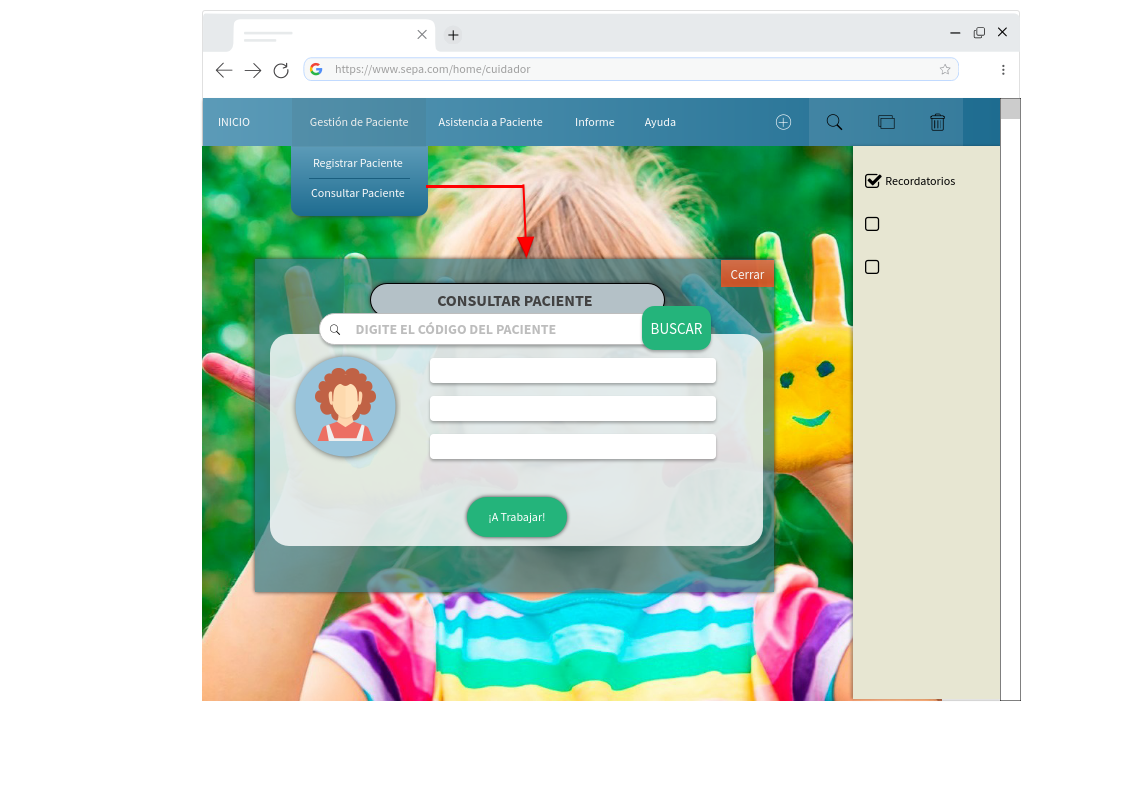 https://www.sepa.com/home/cuidador
INICIO
Gestión de Paciente
Asistencia a Paciente
Informe
Ayuda
Registrar Paciente
Consultar Paciente
Recordatorios
Cerrar
CONSULTAR PACIENTE
DIGITE EL CÓDIGO DEL PACIENTE
BUSCAR
¡A Trabajar!